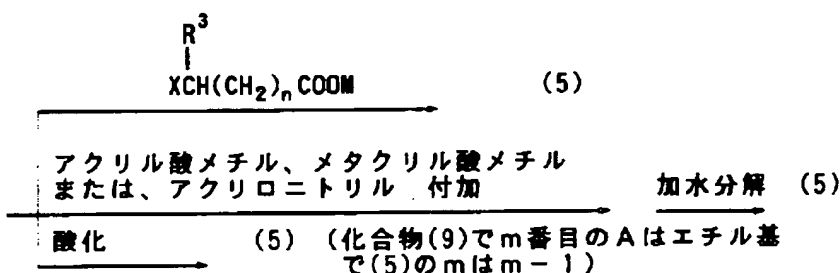 R³
XCH(CH₂)ₙCOOM (5)
アクリル酸メチル、メタクリル酸メチル
または、アクリロニトリル 付加 加水分解 (5)
酸化 (5) (化合物(9)でm番目のAはエチル基
で(5)のmはm-1)